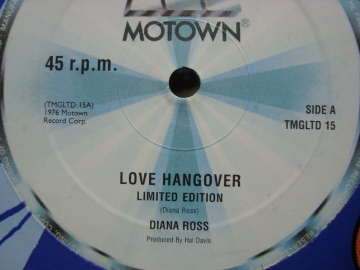 MOTOWN®
45 r.p.m.
(TMGLTD 15A)
1976 Motown
Record Corp.
SIDE A
TMGLTD 15
LOVE HANGOVER
LIMITED EDITION
(Diana Ross)
DIANA ROSS
Produced By Hal Davis